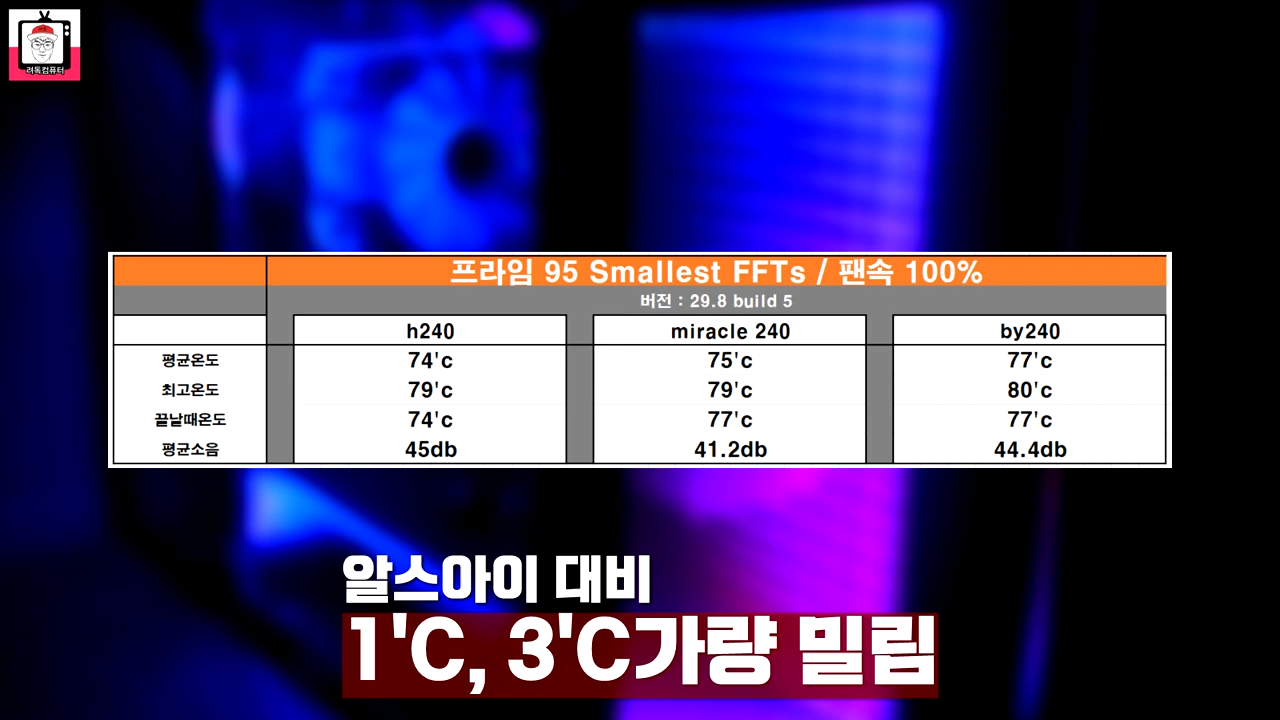 려독컴퓨터
프라임 95 Smallest FFTs / 팬속 100%
버전 : 29.8 build 5
h240 miracle 240 by240
평균온도 74'c 75'c 77'c
최고온도 79'c 79'c 80'c
끝날때온도 74'c 77'c 77'c
평균소음 45db 41.2db 44.4db
알스아이 대비
1'C, 3'C가량 밀림